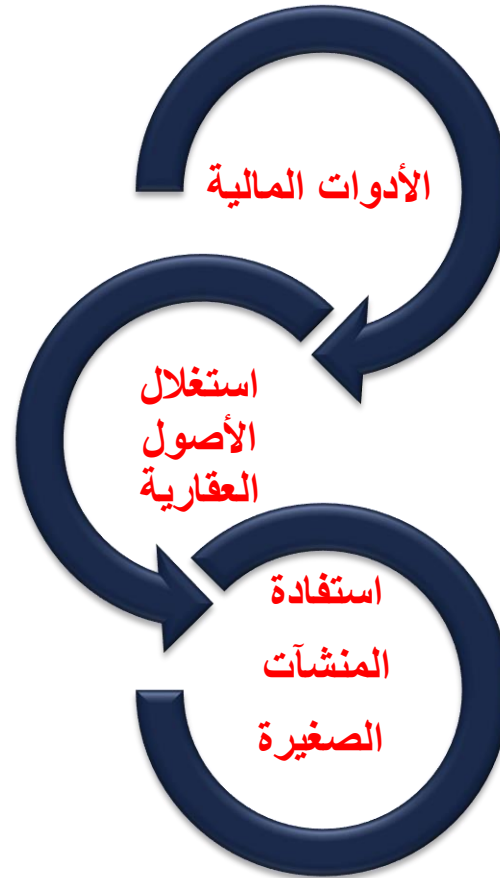 الأدوات المالية
استغلال
الأصول
العقارية
استفادة
المنشآت
الصغيرة